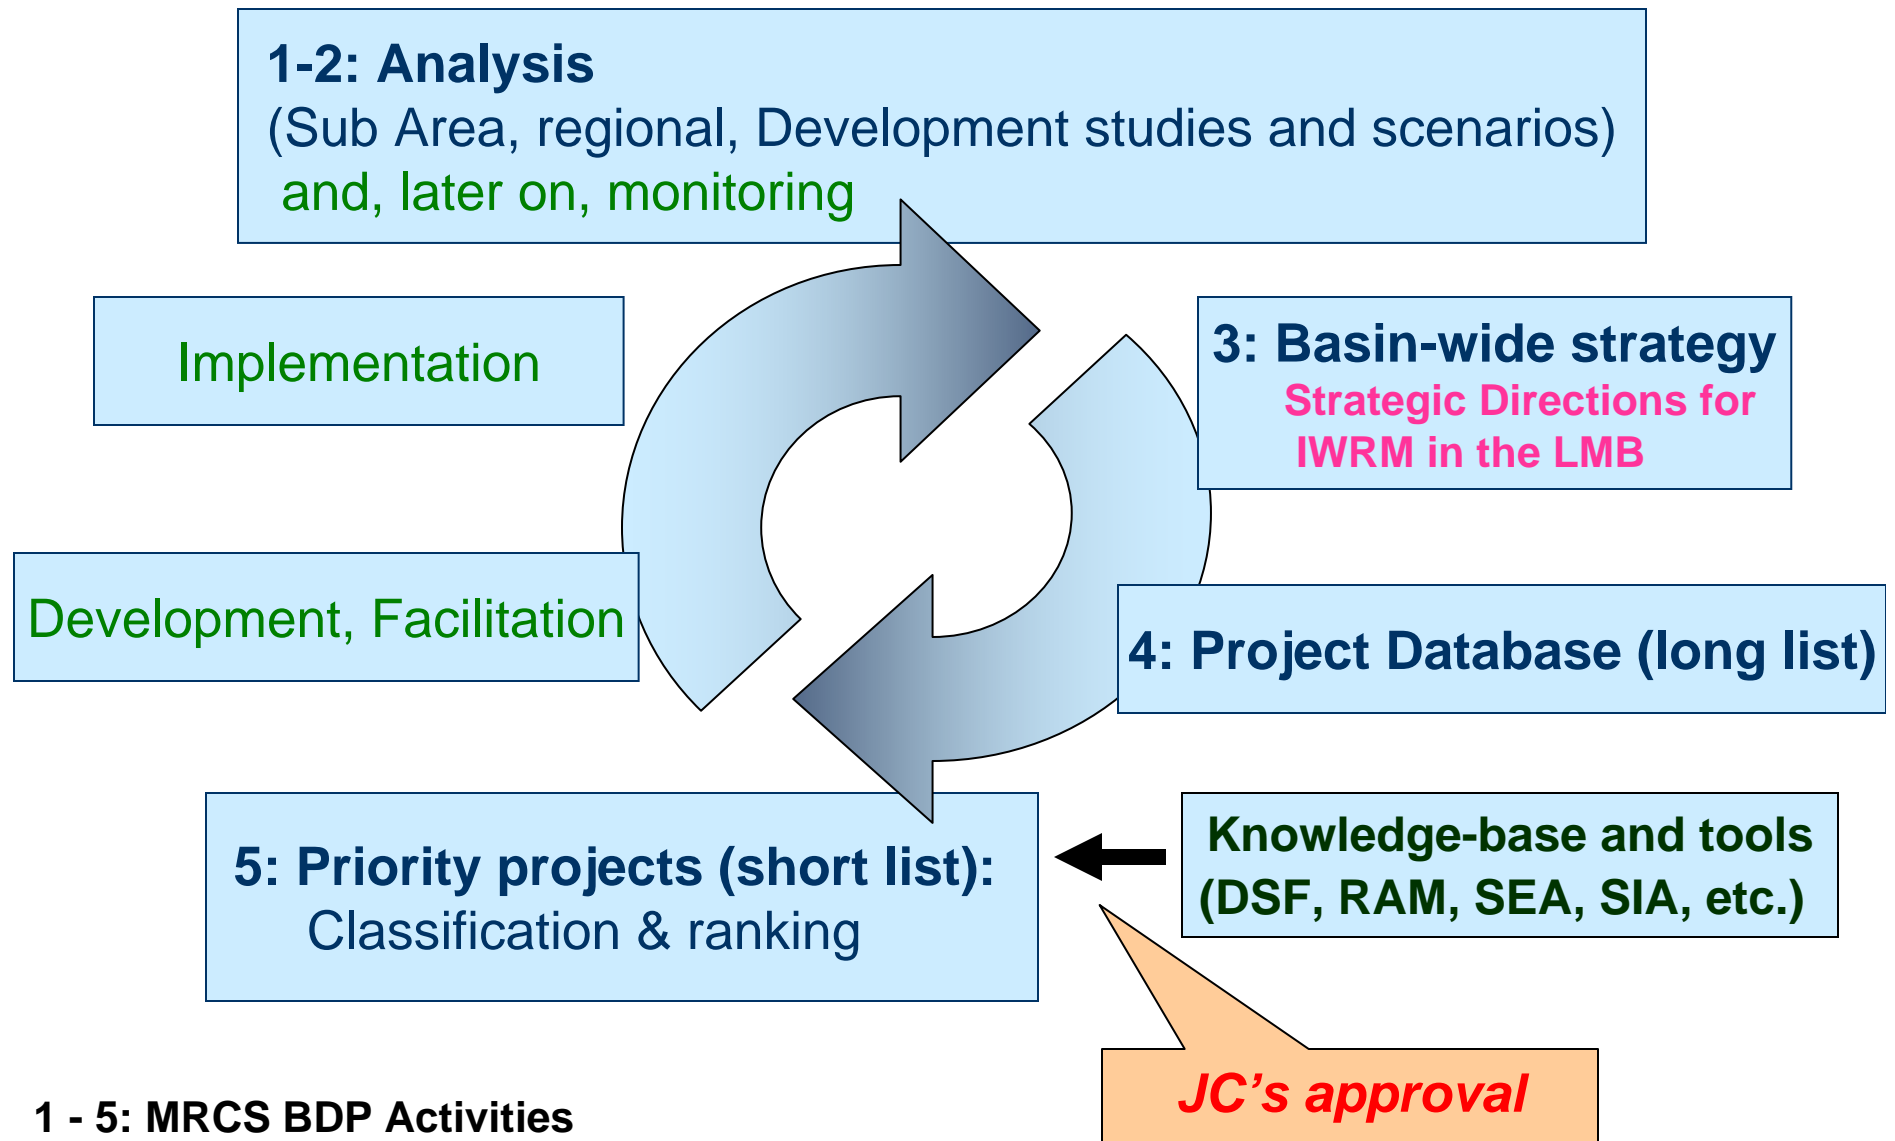 1-2: Analysis
(Sub Area, regional, Development studies and scenarios)
and, later on, monitoring
Implementation
3: Basin-wide strategy
Strategic Directions for
IWRM in the LMB
Development, Facilitation
4: Project Database (long list)
5: Priority projects (short list):
Classification & ranking
Knowledge-base and tools
(DSF, RAM, SEA, SIA, etc.)
JC’s approval
1 - 5: MRCS BDP Activities